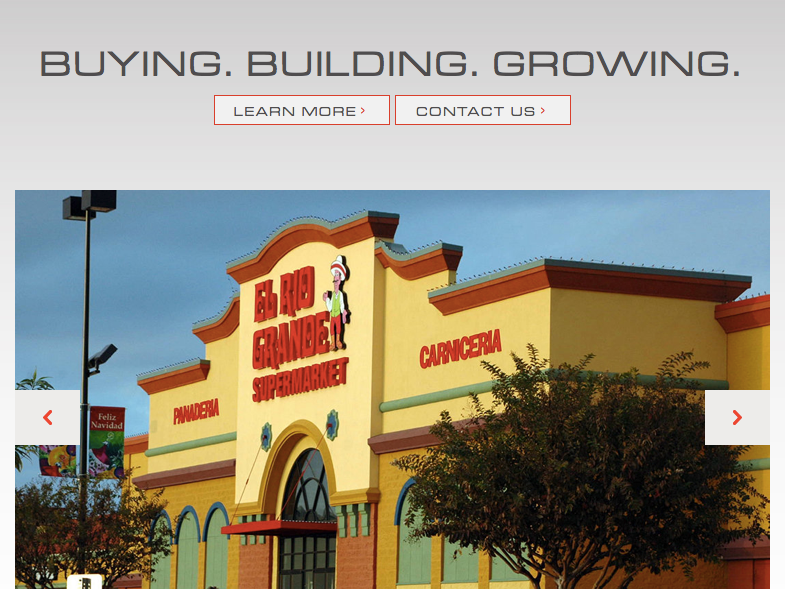 BUYING. BUILDING. GROWING.
LEARN MORE ›
CONTACT US ›
EL RIO
GRANDE
SUPERMARKET
CARNICERIA
PANADERIA
Feliz
Navidad